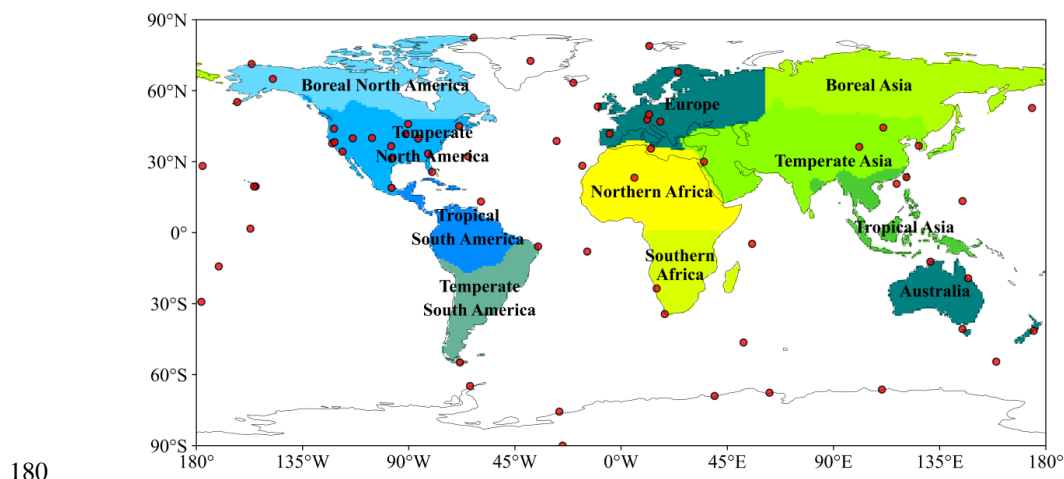 90°N
60°N
30°N
0°
30°S
60°S
90°S
Boreal North America
Boreal Asia
Europe
Temperate
North America
Temperate Asia
Northern Africa
Tropical
South America
Tropical Asia
Southern
Africa
Temperate
South America
Australia
180°
135°W
90°W
45°W
0°W
45°E
90°E
135°E
180°
180